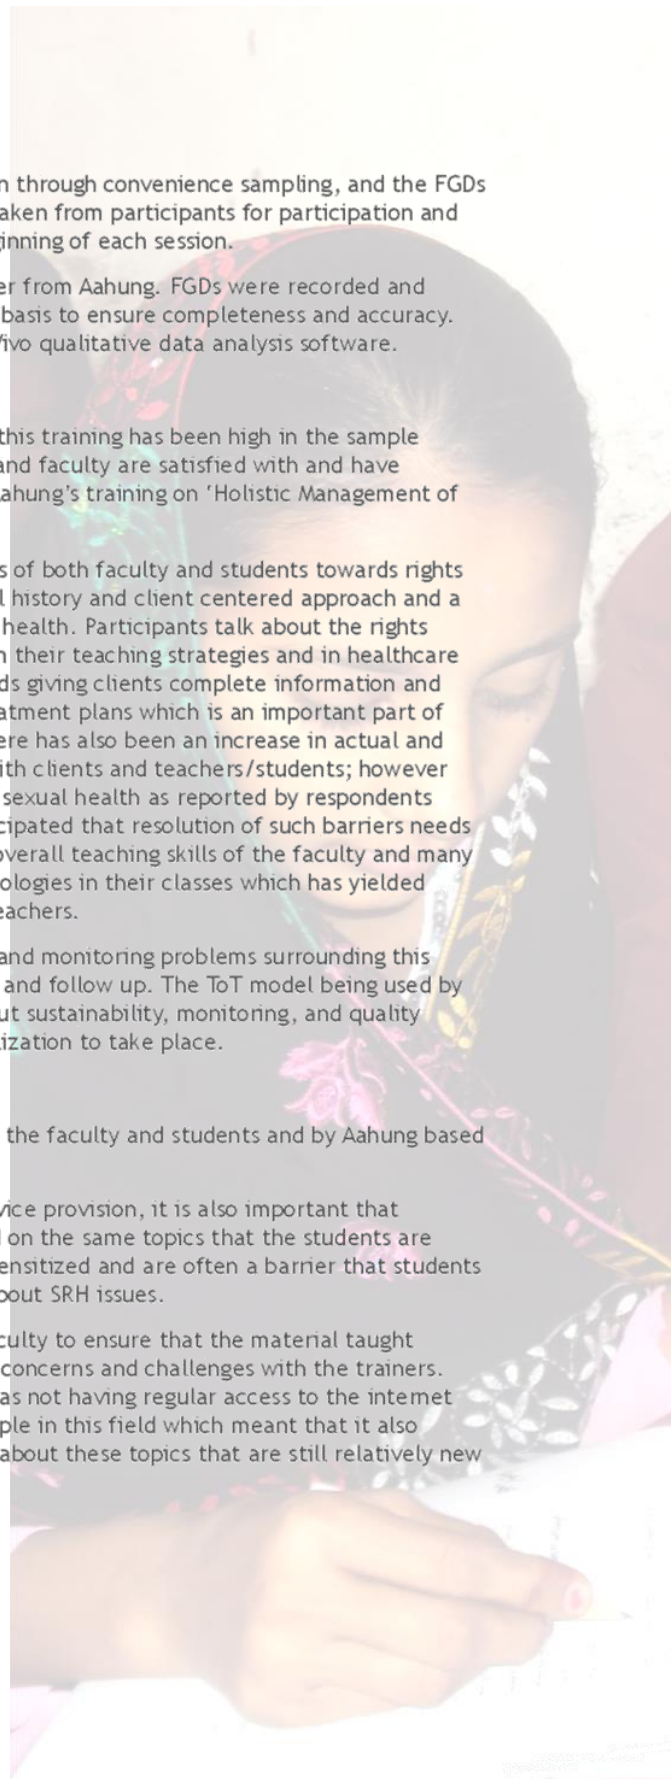 n through convenience sampling, and the FGDs
aken from participants for participation and
inning of each session.
er from Aahung. FGDs were recorded and
basis to ensure completeness and accuracy.
Vivo qualitative data analysis software.
this training has been high in the sample
and faculty are satisfied with and have
ahung's training on ‘Holistic Management of
s of both faculty and students towards rights
l history and client centered approach and a
health. Participants talk about the rights
n their teaching strategies and in healthcare
ds giving clients complete information and
atment plans which is an important part of
ere has also been an increase in actual and
ith clients and teachers/students; however
sexual health as reported by respondents
cipated that resolution of such barriers needs
overall teaching skills of the faculty and many
ologies in their classes which has yielded
eachers.
and monitoring problems surrounding this
and follow up. The ToT model being used by
ut sustainability, monitoring, and quality
ization to take place.
the faculty and students and by Aahung based
vice provision, it is also important that
l on the same topics that the students are
ensitized and are often a barrier that students
bout SRH issues.
culty to ensure that the material taught
concerns and challenges with the trainers.
as not having regular access to the internet
ple in this field which meant that it also
about these topics that are still relatively new